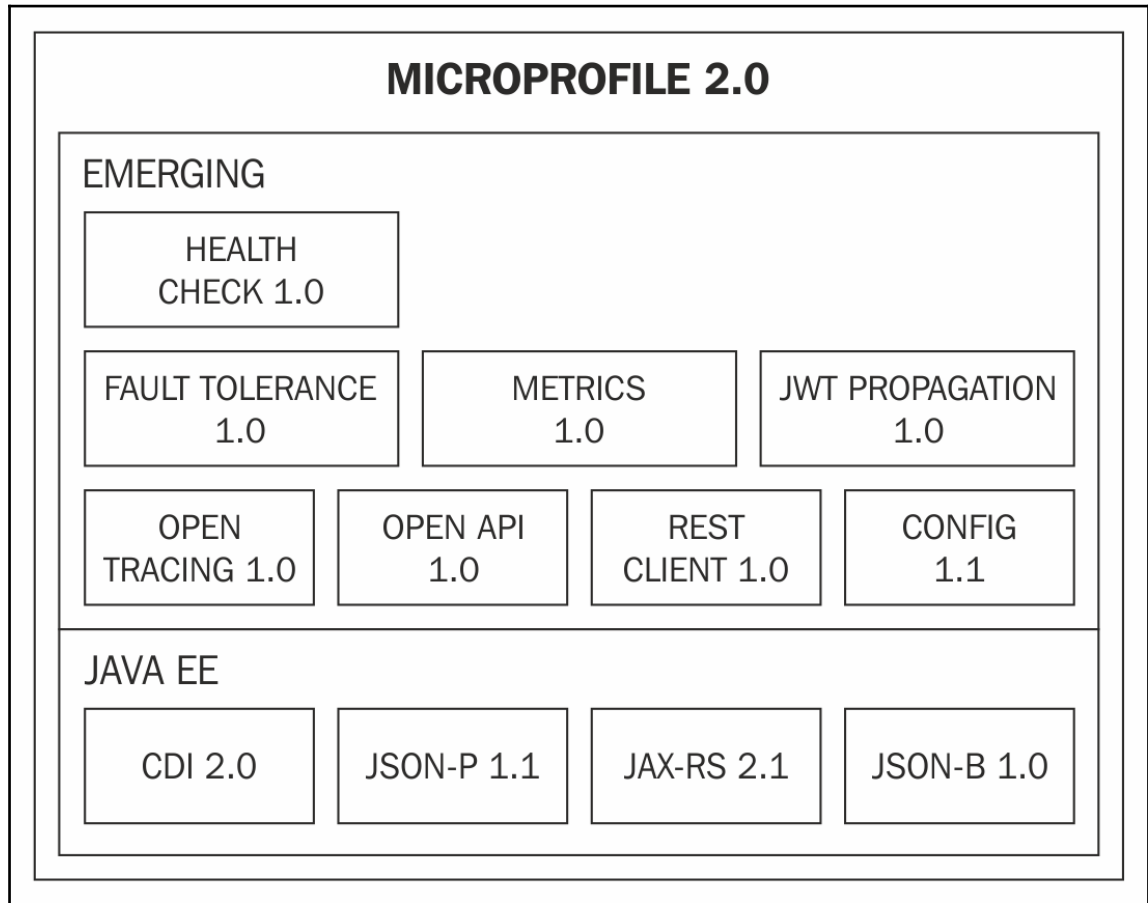 MICROPROFILE 2.0
EMERGING
HEALTH
CHECK 1.0
FAULT TOLERANCE
1.0
METRICS
1.0
JWT PROPAGATION
1.0
OPEN
TRACING 1.0
OPEN API
1.0
REST
CLIENT 1.0
CONFIG
1.1
JAVA EE
CDI 2.0
JSON-P 1.1
JAX-RS 2.1
JSON-B 1.0